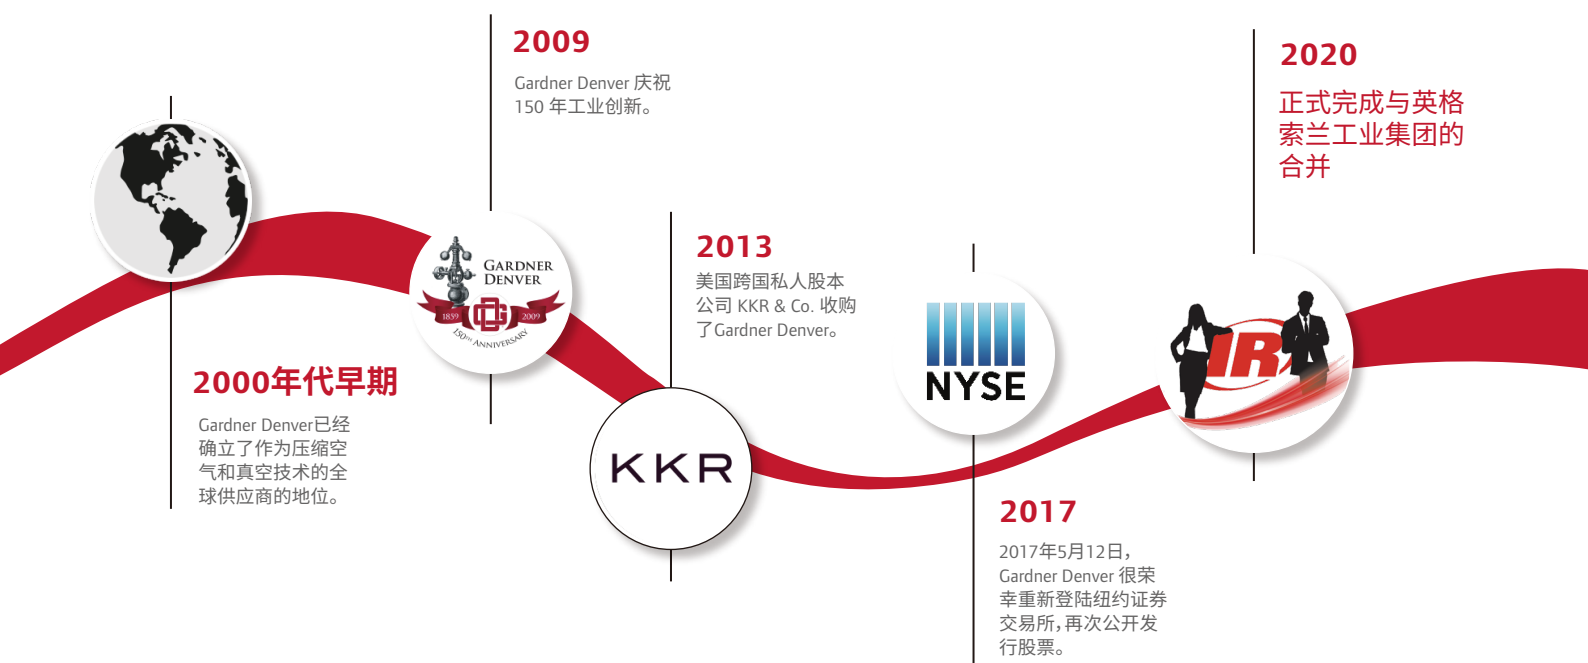 2000年代早期
Gardner Denver已经
确立了作为压缩空
气和真空技术的全
球供应商的地位。
2009
Gardner Denver 庆祝
150 年工业创新。
GARDNER
DENVER
1859
2009
150TH ANNIVERSARY
2013
美国跨国私人股本
公司 KKR & Co. 收购
了Gardner Denver。
KKR
NYSE
2017
2017年5月12日，
Gardner Denver 很荣
幸重新登陆纽约证券
交易所，再次公开发
行股票。
2020
正式完成与英格
索兰工业集团的
合并
IR